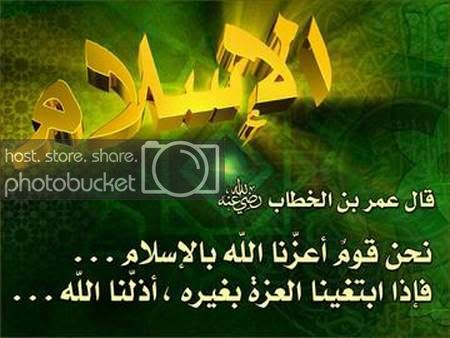 الإسلام
host. store. share.
photobucket
قال عمر بن الخطاب رضي الله عنه
نحن قومٌ أعزّنا الله بالإسلام ...
فإذا ابتغينا العزةَ بغيره ، أذلّنا الله ...